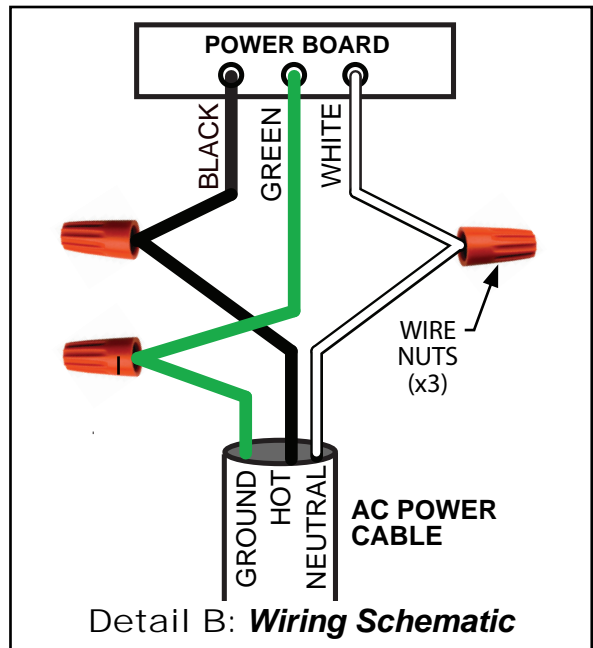 POWER BOARD
BLACK
GREEN
WHITE
WIRE
NUTS
(x3)
GROUND
HOT
NEUTRAL
AC POWER
CABLE
Detail B: Wiring Schematic